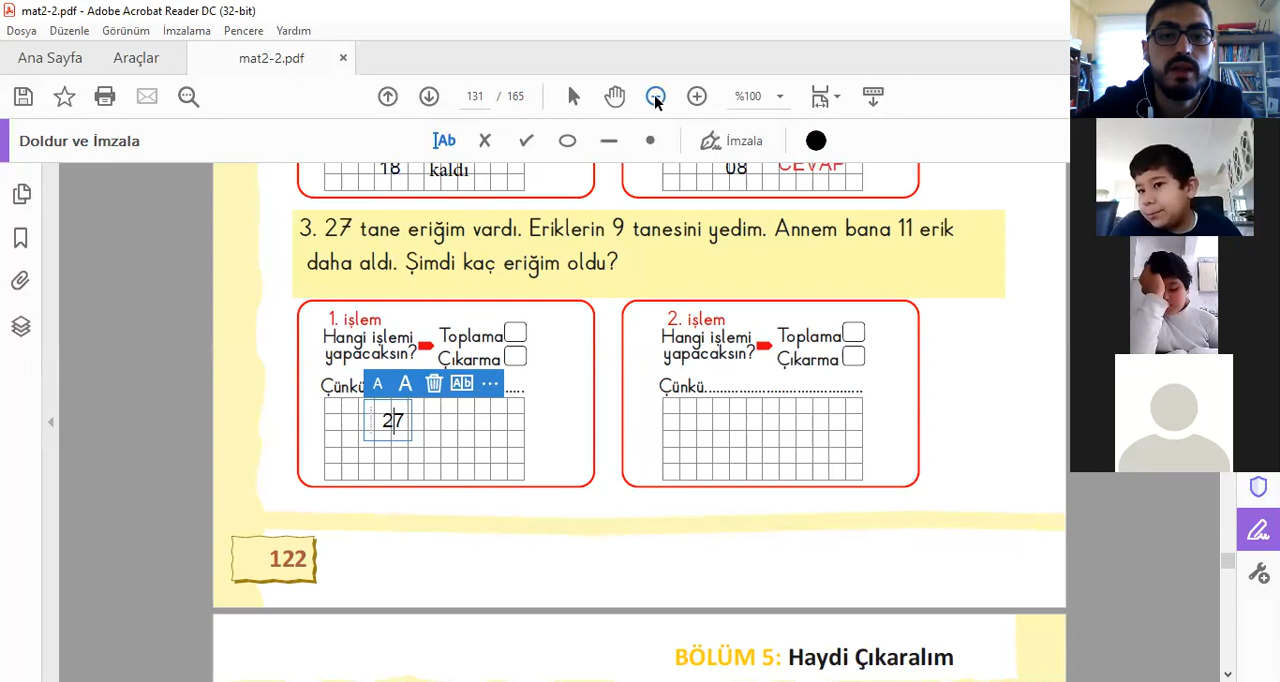 mat2-2.pdf - Adobe Acrobat Reader DC (32-bit)
Dosya Düzenle Görünüm İmzalama Pencere Yardım
Ana Sayfa Araçlar mat2-2.pdf ×
131 / 165 %100
Doldur ve İmzala Ab İmzala
18 kaldı 08 CEVAP
3. 27 tane eriğim vardı. Eriklerin 9 tanesini yedim. Annem bana 11 erik
daha aldı. Şimdi kaç eriğim oldu?
1. işlem
Hangi işlemi Toplama
yapacaksın? Çıkarma
Çünkü.....
A A Ab ...
27
2. işlem
Hangi işlemi Toplama
yapacaksın? Çıkarma
Çünkü.......................................
122
BÖLÜM 5: Haydi Çıkaralım